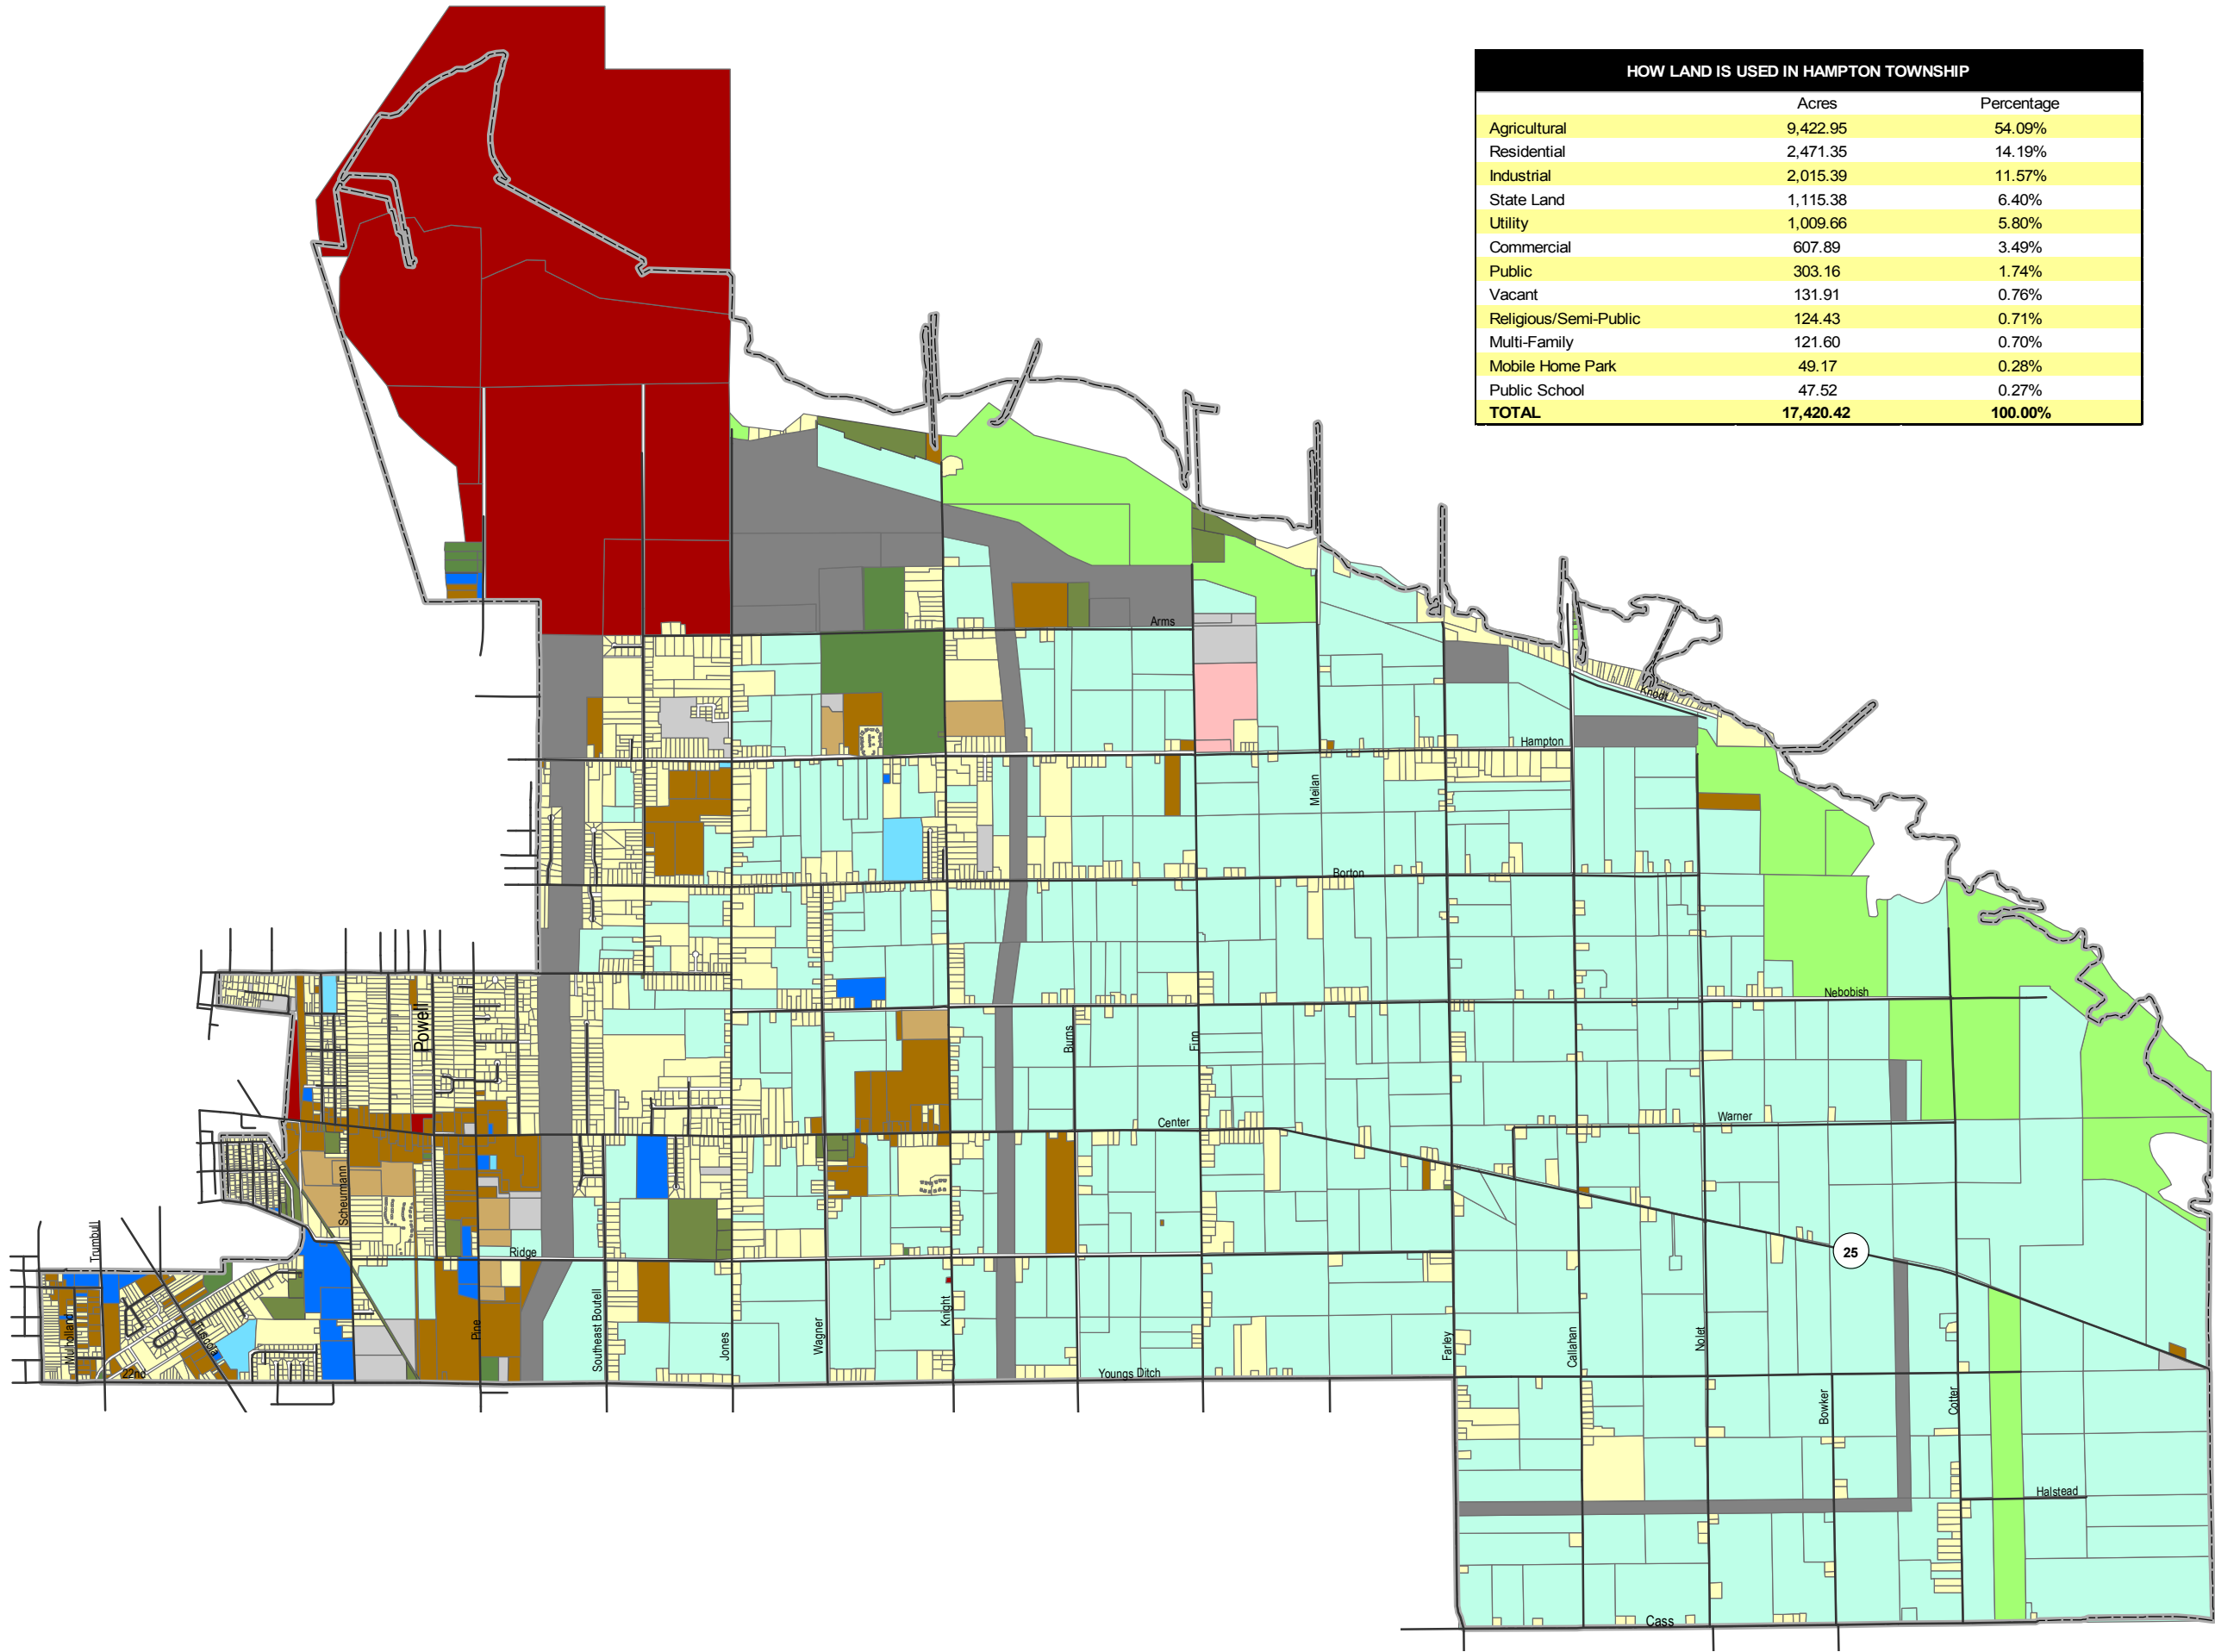 HOW LAND IS USED IN HAMPTON TOWNSHIP
Acres Percentage
Agricultural 9,422.95 54.09%
Residential 2,471.35 14.19%
Industrial 2,015.39 11.57%
State Land 1,115.38 6.40%
Utility 1,009.66 5.80%
Commercial 607.89 3.49%
Public 303.16 1.74%
Vacant 131.91 0.76%
Religious/Semi-Public 124.43 0.71%
Multi-Family 121.60 0.70%
Mobile Home Park 49.17 0.28%
Public School 47.52 0.27%
TOTAL 17,420.42 100.00%
Arms
Knodt
Hampton
Meilan
Borton
Nebobish
Powell
Burns
Finn
Center
Warner
Scheurmann
Trumbull
Ridge
25
Mulholland
Tuscola
Pine
Southeast Boutell
Jones
Wagner
Knight
Farley
Callahan
Nolet
22nd
Youngs Ditch
Bowker
Cotter
Halstead
Cass